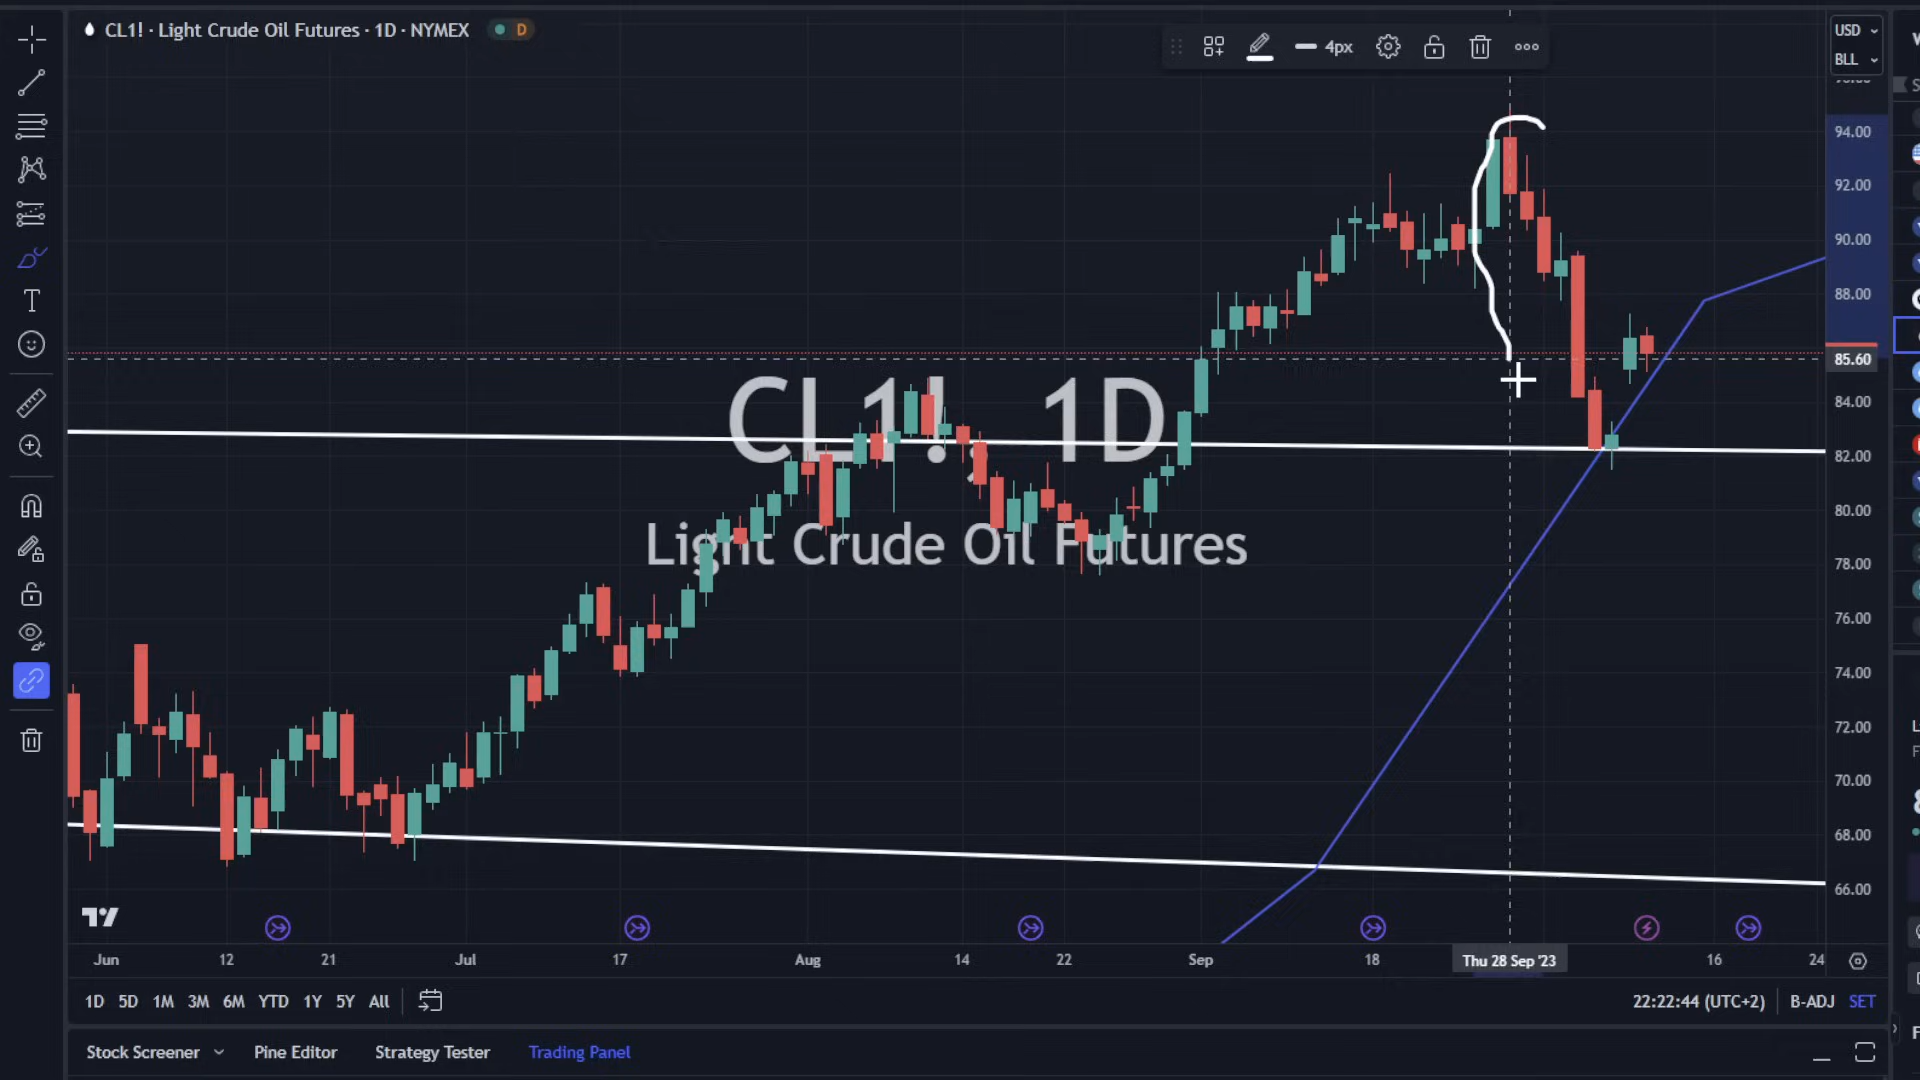 CL1! · Light Crude Oil Futures · 1D · NYMEX
D
4px
USD
BLL
94.00
92.00
90.00
88.00
85.60
84.00
82.00
80.00
78.00
76.00
74.00
72.00
70.00
68.00
66.00
CL1!, 1D
Light Crude Oil Futures
Jun 12 21 Jul 17 Aug 14 22 Sep 18 Thu 28 Sep '23 16 24
1D 5D 1M 3M 6M YTD 1Y 5Y All
22:22:44 (UTC+2) B-ADJ SET
Stock Screener Pine Editor Strategy Tester Trading Panel